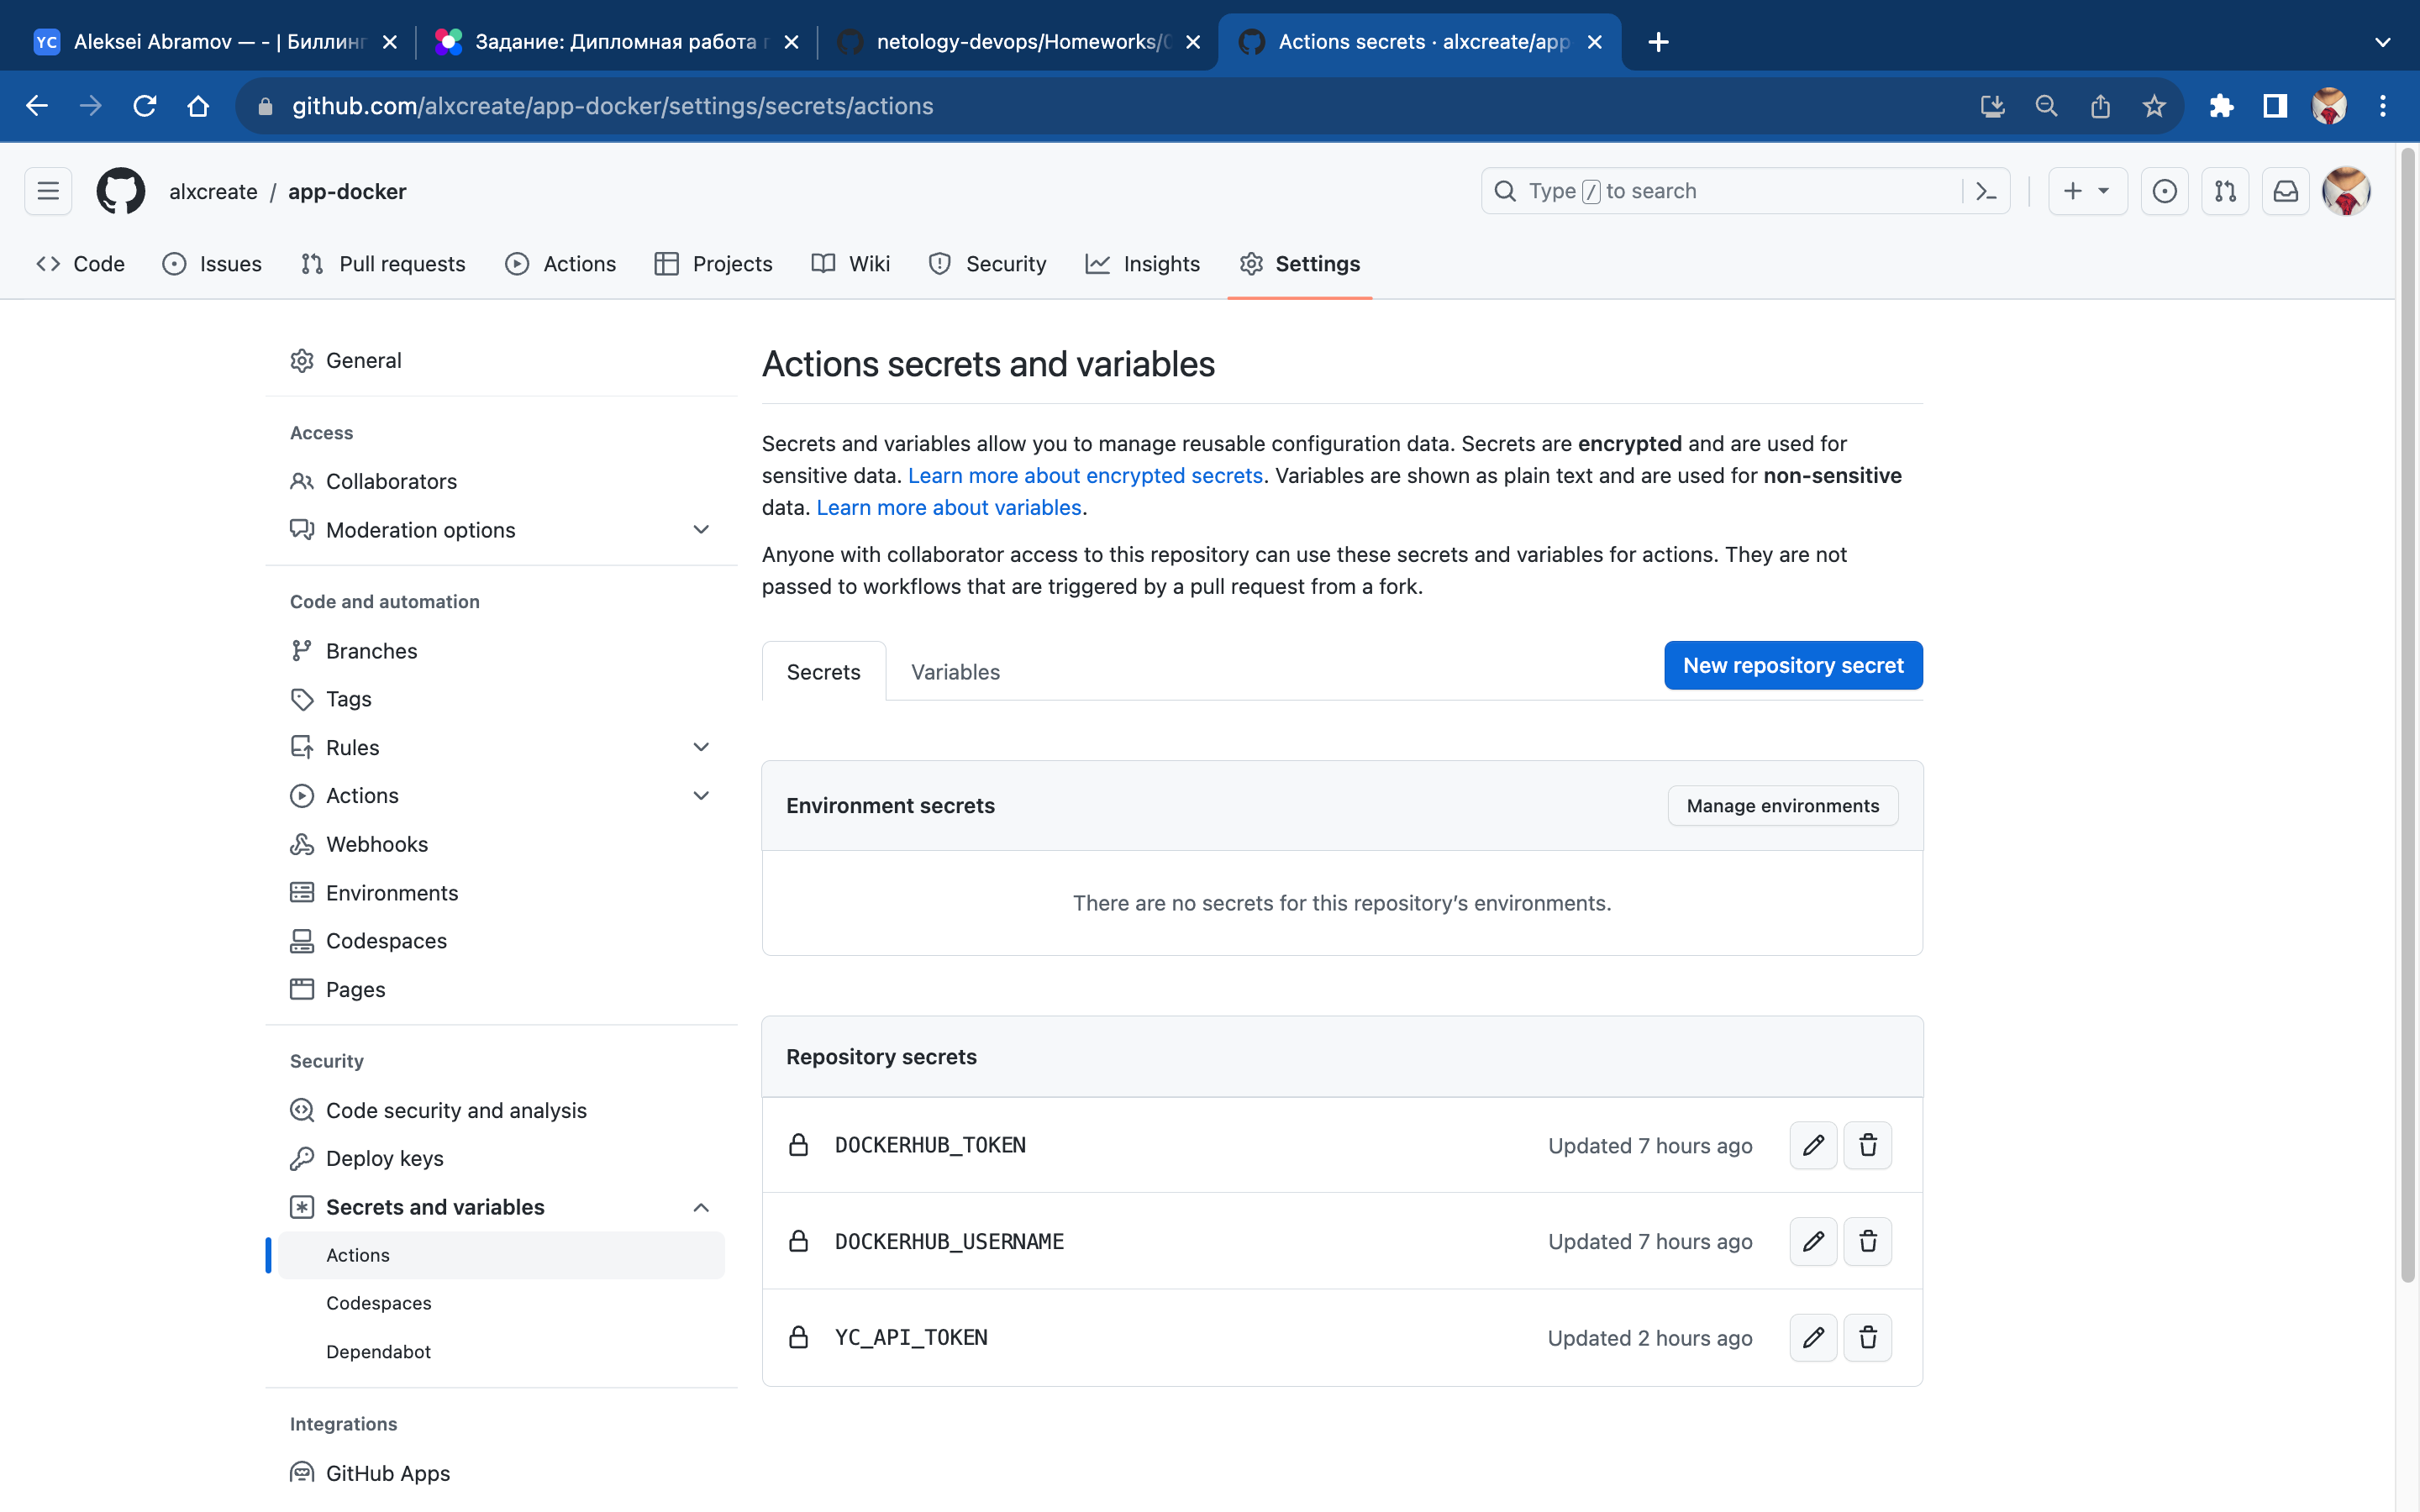 YC Aleksei Abramov — - | Биллинг
Задание: Дипломная работа
netology-devops/Homeworks/
Actions secrets · alxcreate/app
github.com/alxcreate/app-docker/settings/secrets/actions
alxcreate / app-docker
Type / to search
Code
Issues
Pull requests
Actions
Projects
Wiki
Security
Insights
Settings
General
Access
Collaborators
Moderation options
Code and automation
Branches
Tags
Rules
Actions
Webhooks
Environments
Codespaces
Pages
Security
Code security and analysis
Deploy keys
Secrets and variables
Actions
Codespaces
Dependabot
Integrations
GitHub Apps
Actions secrets and variables
Secrets and variables allow you to manage reusable configuration data. Secrets are encrypted and are used for
sensitive data. Learn more about encrypted secrets. Variables are shown as plain text and are used for non-sensitive
data. Learn more about variables.
Anyone with collaborator access to this repository can use these secrets and variables for actions. They are not
passed to workflows that are triggered by a pull request from a fork.
Secrets
Variables
New repository secret
Environment secrets
Manage environments
There are no secrets for this repository’s environments.
Repository secrets
DOCKERHUB_TOKEN
Updated 7 hours ago
DOCKERHUB_USERNAME
Updated 7 hours ago
YC_API_TOKEN
Updated 2 hours ago